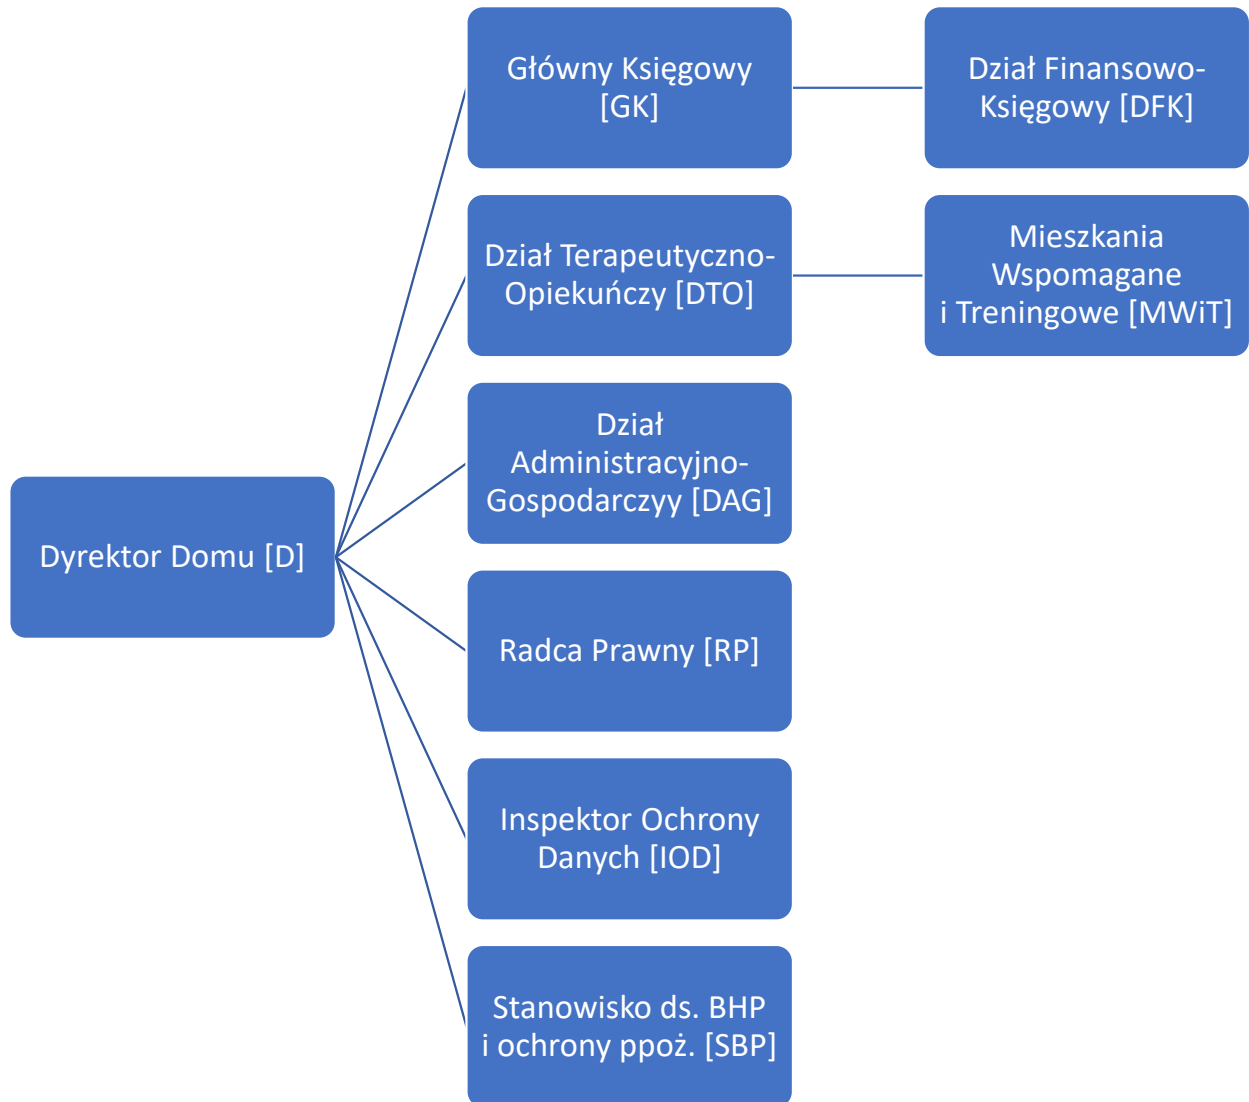 Główny Księgowy
[GK]
Dział Finansowo-
Księgowy [DFK]
Dział Terapeutyczno-
Opiekuńczy [DTO]
Mieszkania
Wspomagane
i Treningowe [MWiT]
Dział
Administracyjno-
Gospodarczyy [DAG]
Dyrektor Domu [D]
Radca Prawny [RP]
Inspektor Ochrony
Danych [IOD]
Stanowisko ds. BHP
i ochrony ppoż. [SBP]